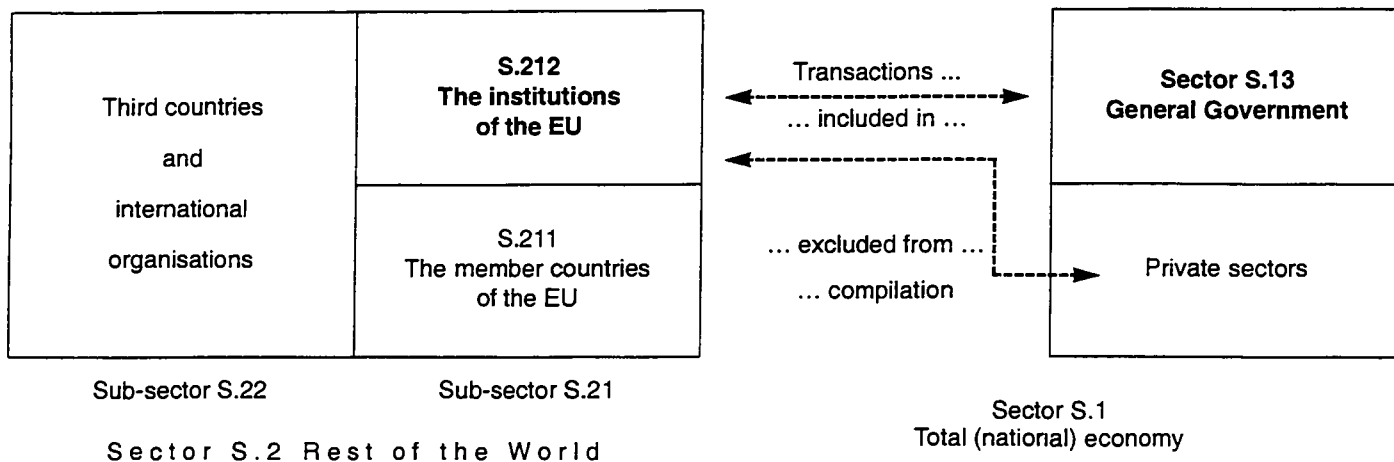 Third countries
and
international
organisations
S.212
The institutions
of the EU
S.211
The member countries
of the EU
Transactions ...
... included in ...
... excluded from ...
... compilation
Sector S.13
General Government
Private sectors
Sub-sector S.22
Sub-sector S.21
Sector S.2 Rest of the World
Sector S.1
Total (national) economy